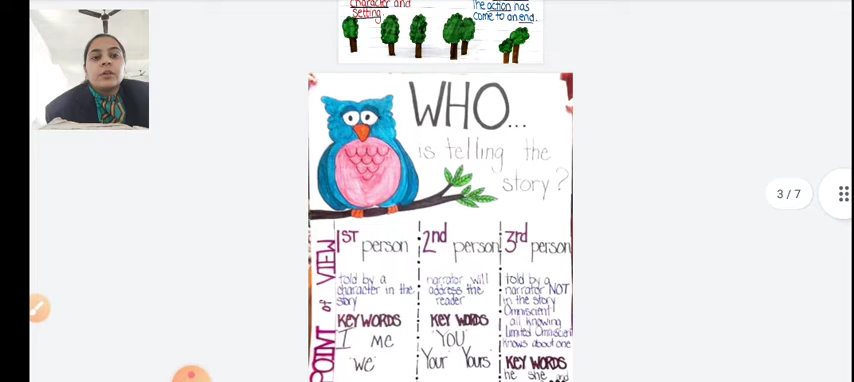 character and
setting.
The action has
come to an end.
WHO...
is telling the
story?
3 / 7
POINT of VIEW
1ST person
told by a
character in the
story
KEY WORDS
I me
we
2nd person
narrator will
address the
reader
KEY WORDS
YOU
Your Yours
3rd person
told by a
narrator NOT
in the story
Omniscient
all knowing
limited Omniscient
knows about one
KEY WORDS
he she and